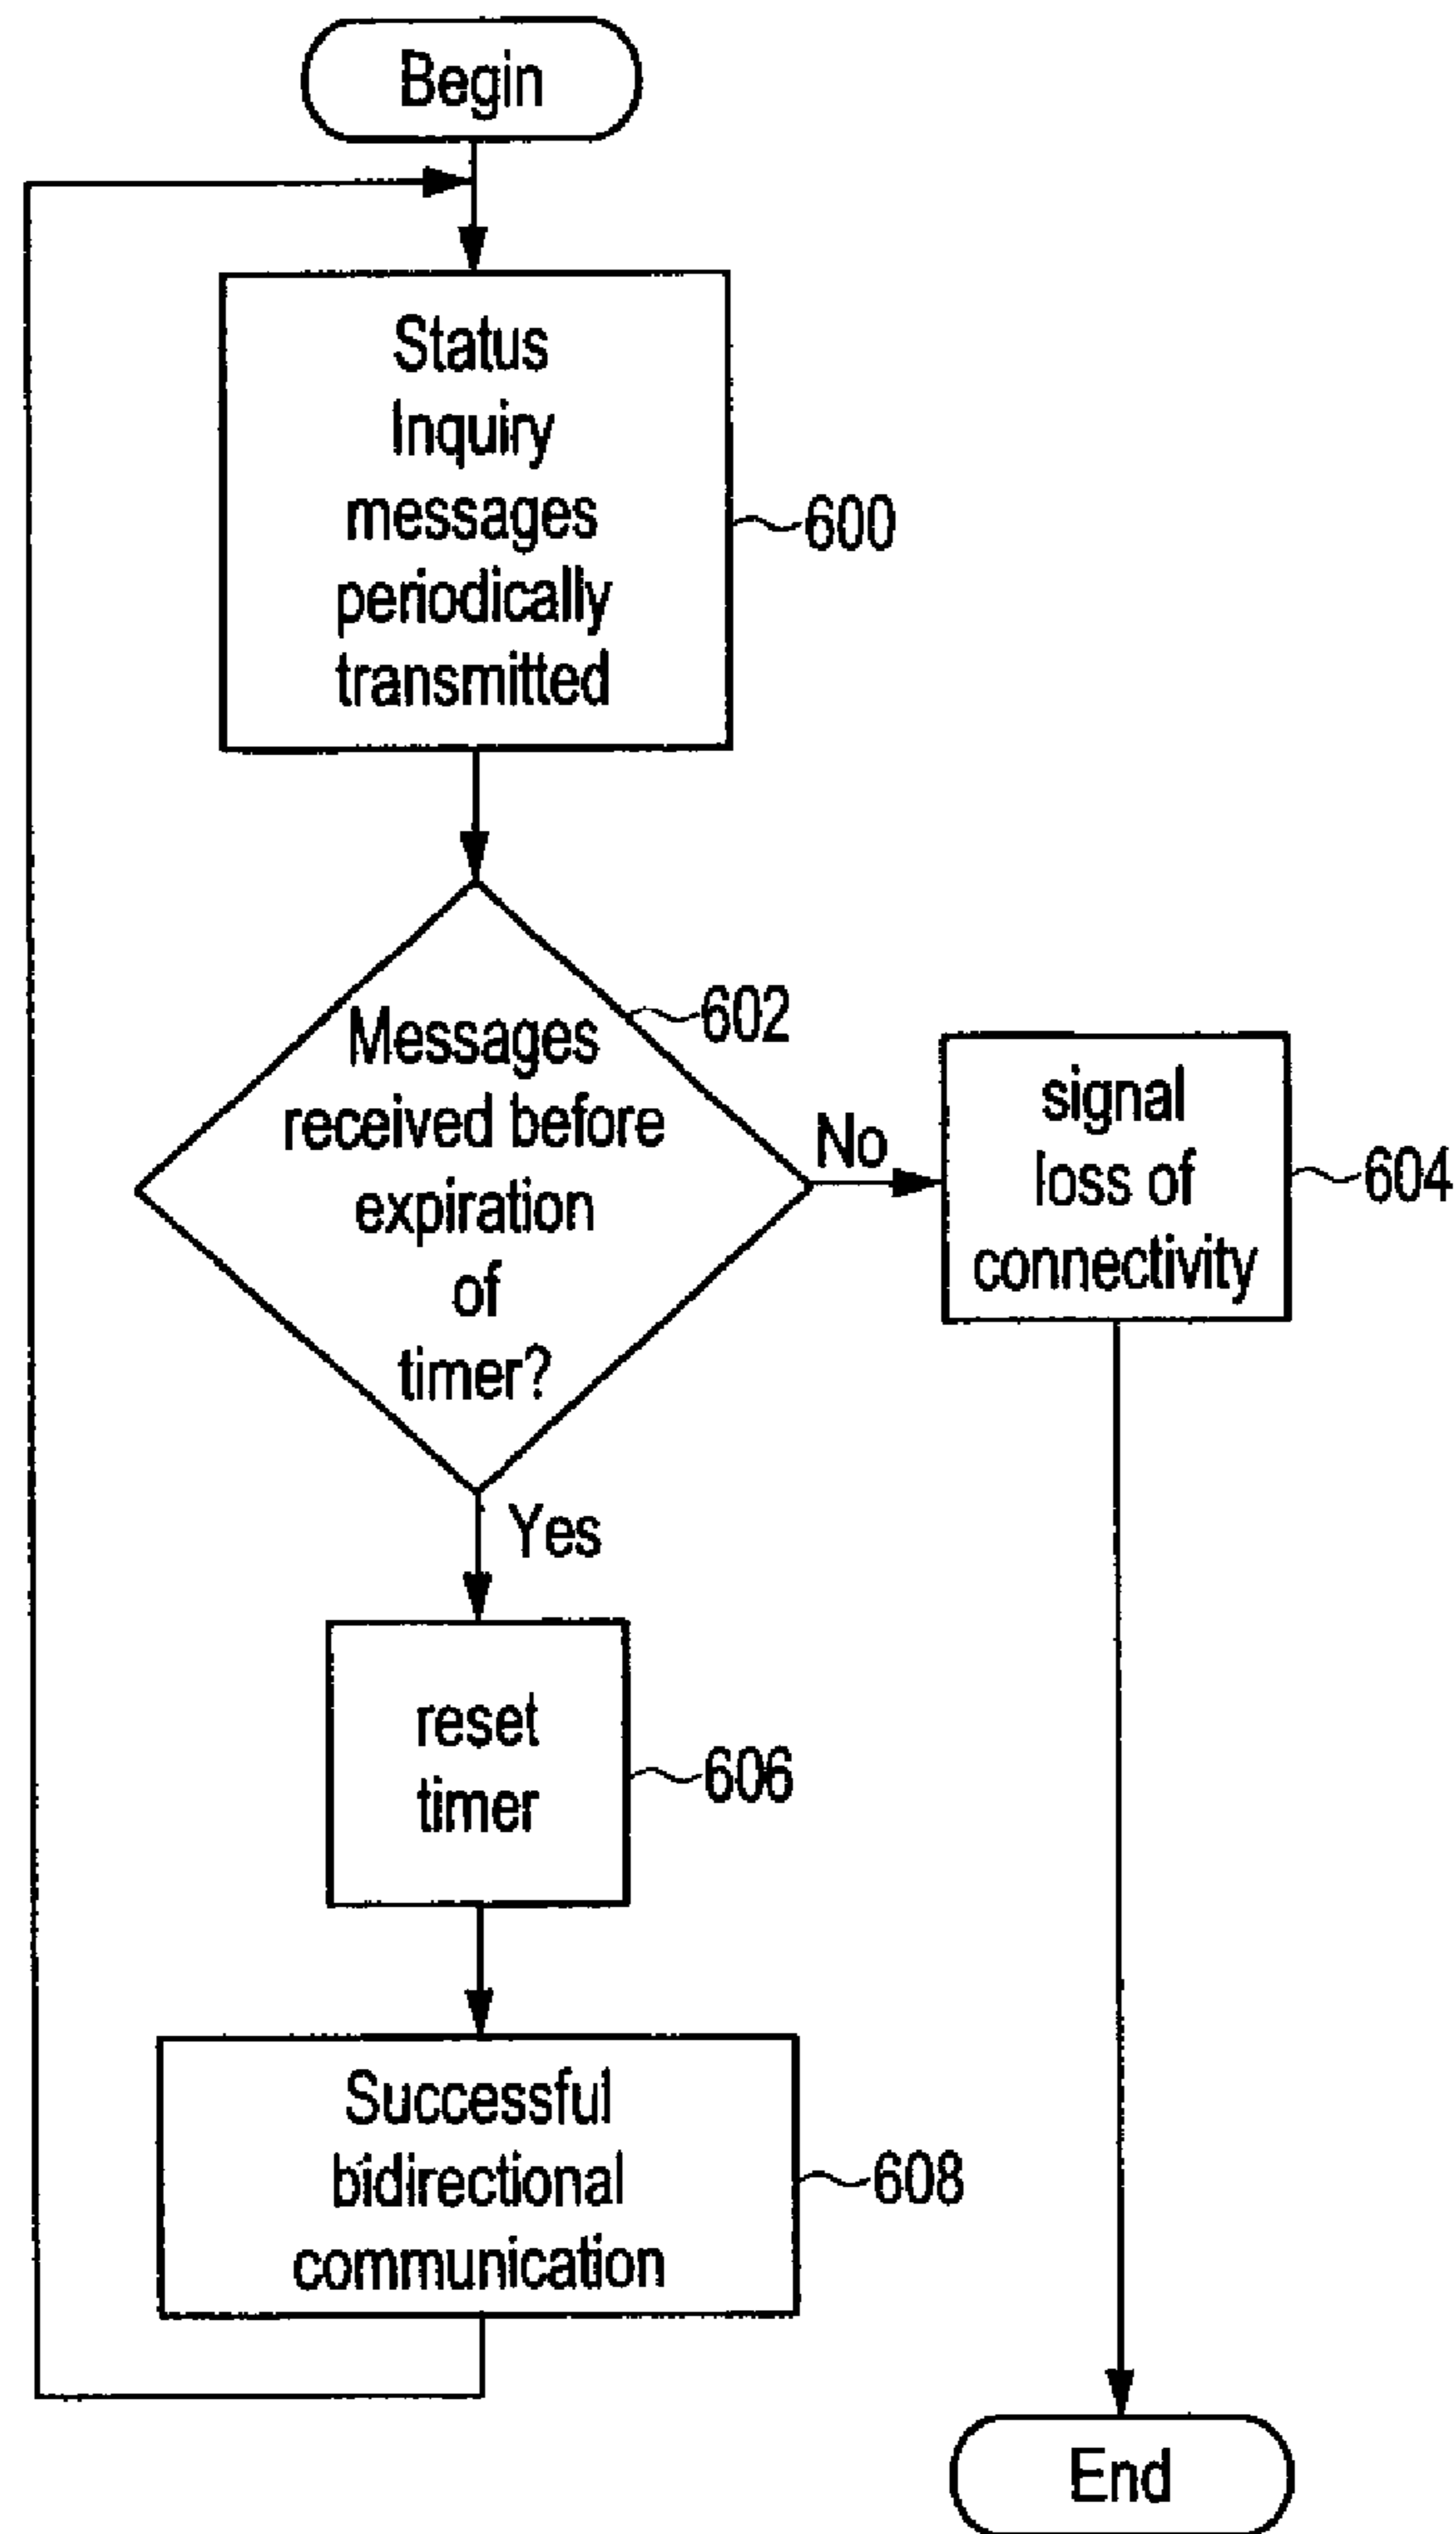 Begin
Status
Inquiry
messages
periodically
transmitted
600
Messages
received before
expiration
of
timer?
602
No
signal
loss of
connectivity
604
Yes
reset
timer
606
Successful
bidirectional
communication
608
End